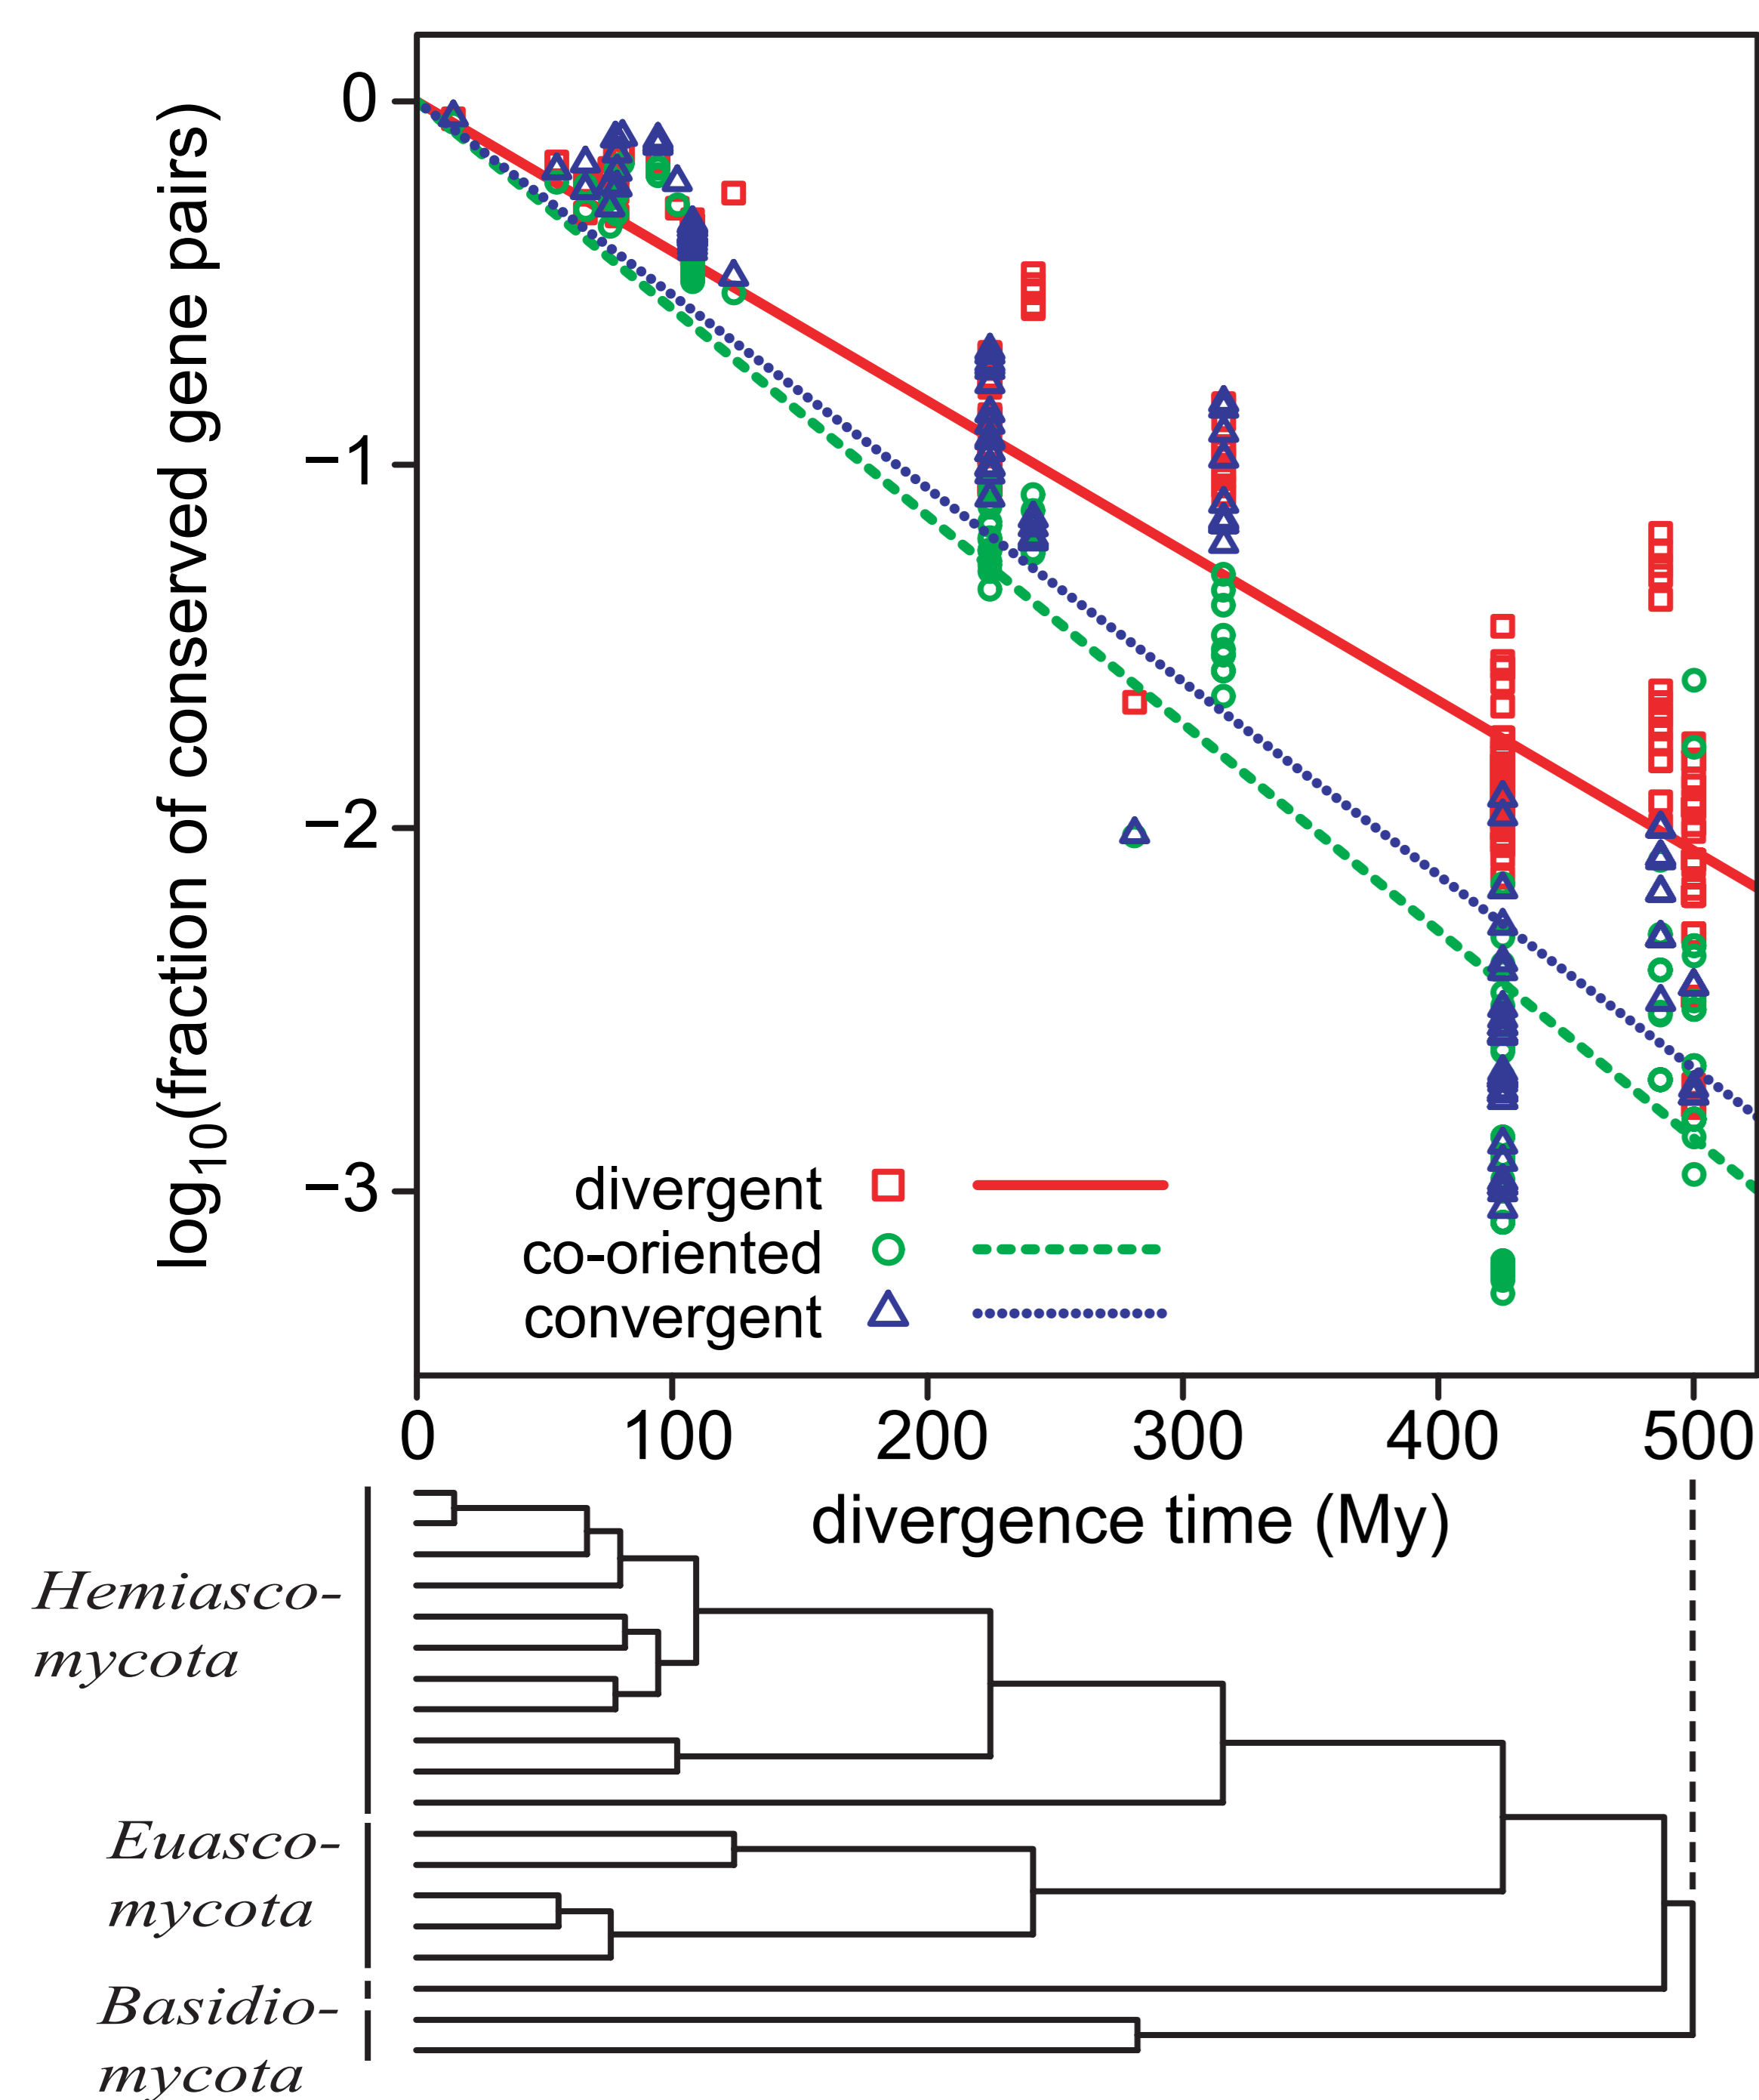 log10(fraction of conserved gene pairs)
0
−1
−2
−3
divergent
co-oriented
convergent
0 100 200 300 400 500
divergence time (My)
Hemiasco-
mycota
Euasco-
mycota
Basidio-
mycota